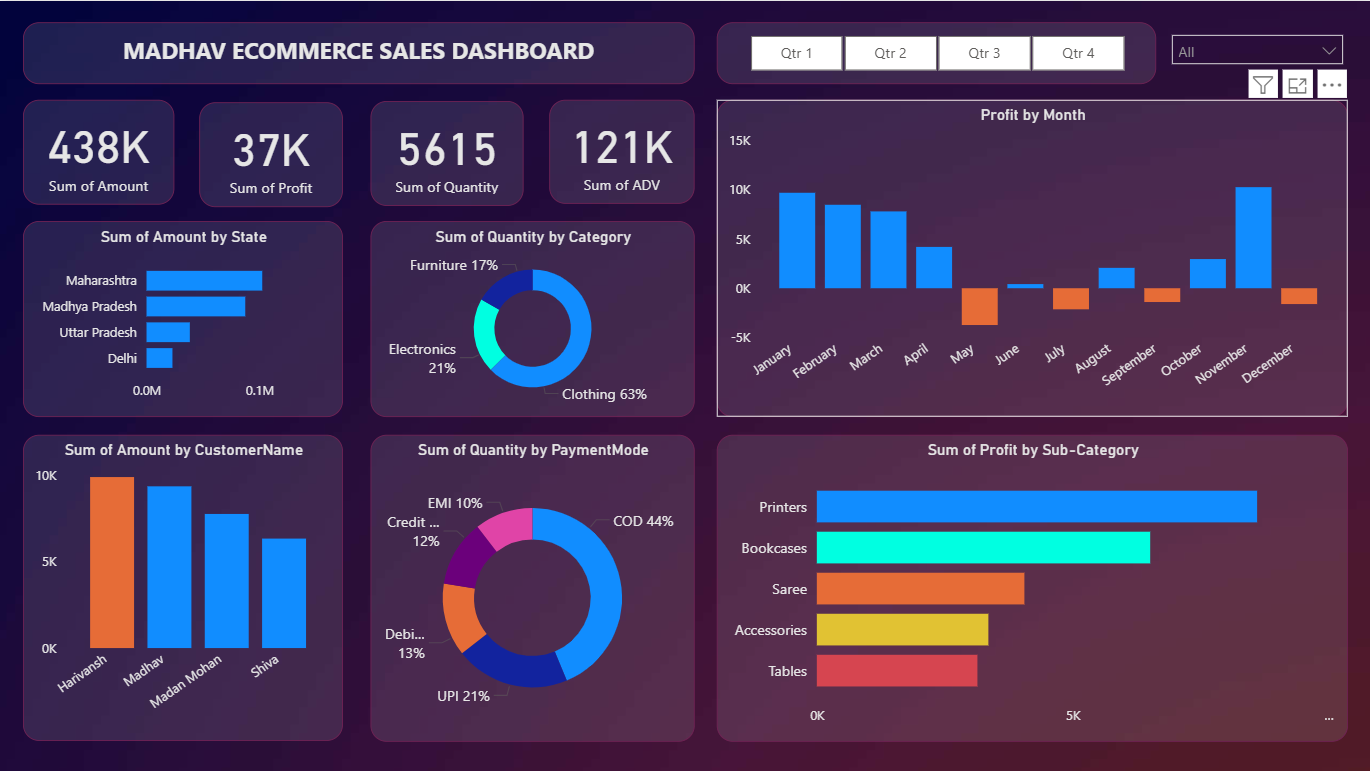 MADHAV ECOMMERCE SALES DASHBOARD
Qtr 1
Qtr 2
Qtr 3
Qtr 4
All
438K
Sum of Amount
37K
Sum of Profit
5615
Sum of Quantity
121K
Sum of ADV
Profit by Month
15K
10K
5K
0K
-5K
January
February
March
April
May
June
July
August
September
October
November
December
Sum of Amount by State
Maharashtra
Madhya Pradesh
Uttar Pradesh
Delhi
0.0M
0.1M
Sum of Quantity by Category
Furniture 17%
Electronics
21%
Clothing 63%
Sum of Amount by CustomerName
10K
5K
0K
Harivansh
Madhav
Madan Mohan
Shiva
Sum of Quantity by PaymentMode
EMI 10%
Credit ...
12%
COD 44%
Debi...
13%
UPI 21%
Sum of Profit by Sub-Category
Printers
Bookcases
Saree
Accessories
Tables
0K
5K
...